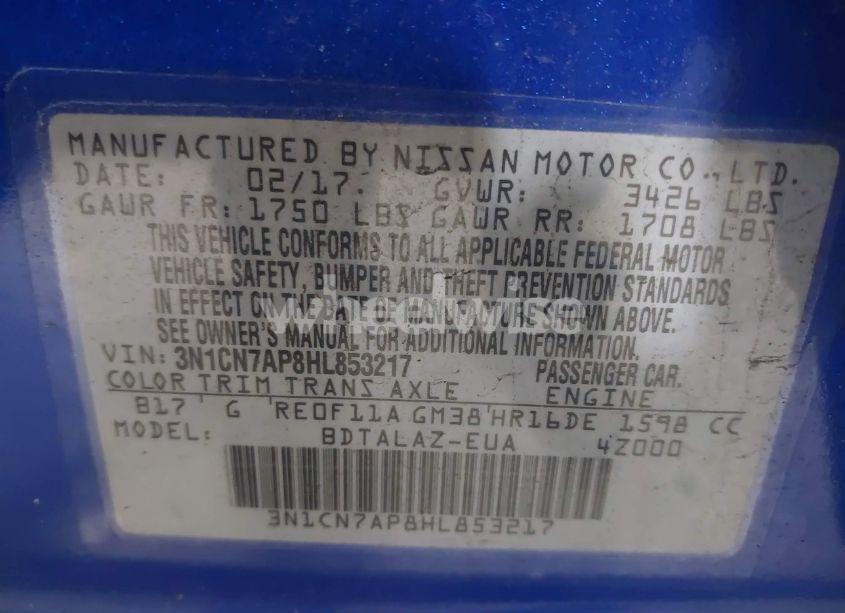 MANUFACTURED BY NISSAN MOTOR CO., LTD.
DATE: 02/17. GVWR: 3426 LBS
GAWR FR: 1750 LBS GAWR RR: 1708 LBS
THIS VEHICLE CONFORMS TO ALL APPLICABLE FEDERAL MOTOR
VEHICLE SAFETY, BUMPER AND THEFT PREVENTION STANDARDS
IN EFFECT ON THE DATE OF MANUFACTURE SHOWN ABOVE.
wheelwise
SEE OWNER'S MANUAL FOR ADDITIONAL INFORMATION.
VIN: 3N1CN7AP8HL853217 PASSENGER CAR.
COLOR TRIM TRANS AXLE ENGINE
B17 G RE0F11A GM38 HR16DE 1598 CC
MODEL: BDTALAZ-EUA 4Z000
3N1CN7AP8HL853217